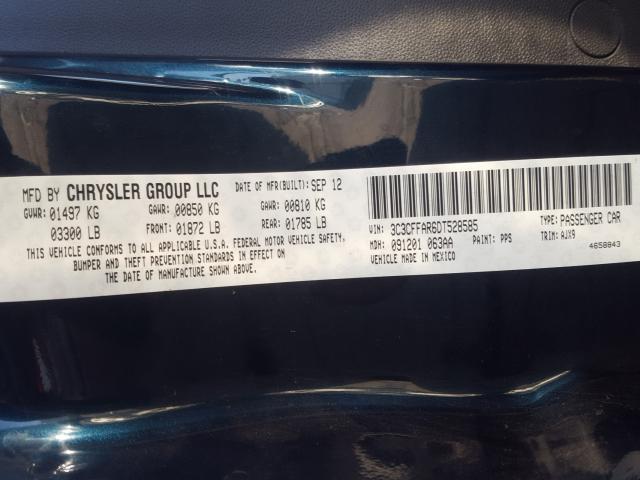 MFD BY CHRYSLER GROUP LLC DATE OF MFR(BUILT): SEP 12
GVWR: 01497 KG GAWR: 00850 KG GAWR: 00810 KG
03300 LB FRONT: 01872 LB REAR: 01785 LB
THIS VEHICLE CONFORMS TO ALL APPLICABLE U.S.A. FEDERAL MOTOR VEHICLE SAFETY,
BUMPER AND THEFT PREVENTION STANDARDS IN EFFECT ON
THE DATE OF MANUFACTURE SHOWN ABOVE.
VIN: 3C3CFFAR6DT528585 TYPE: PASSENGER CAR
MDH: 091201 063AA PAINT: PPS TRIM: AJX9
VEHICLE MADE IN MEXICO 4658843